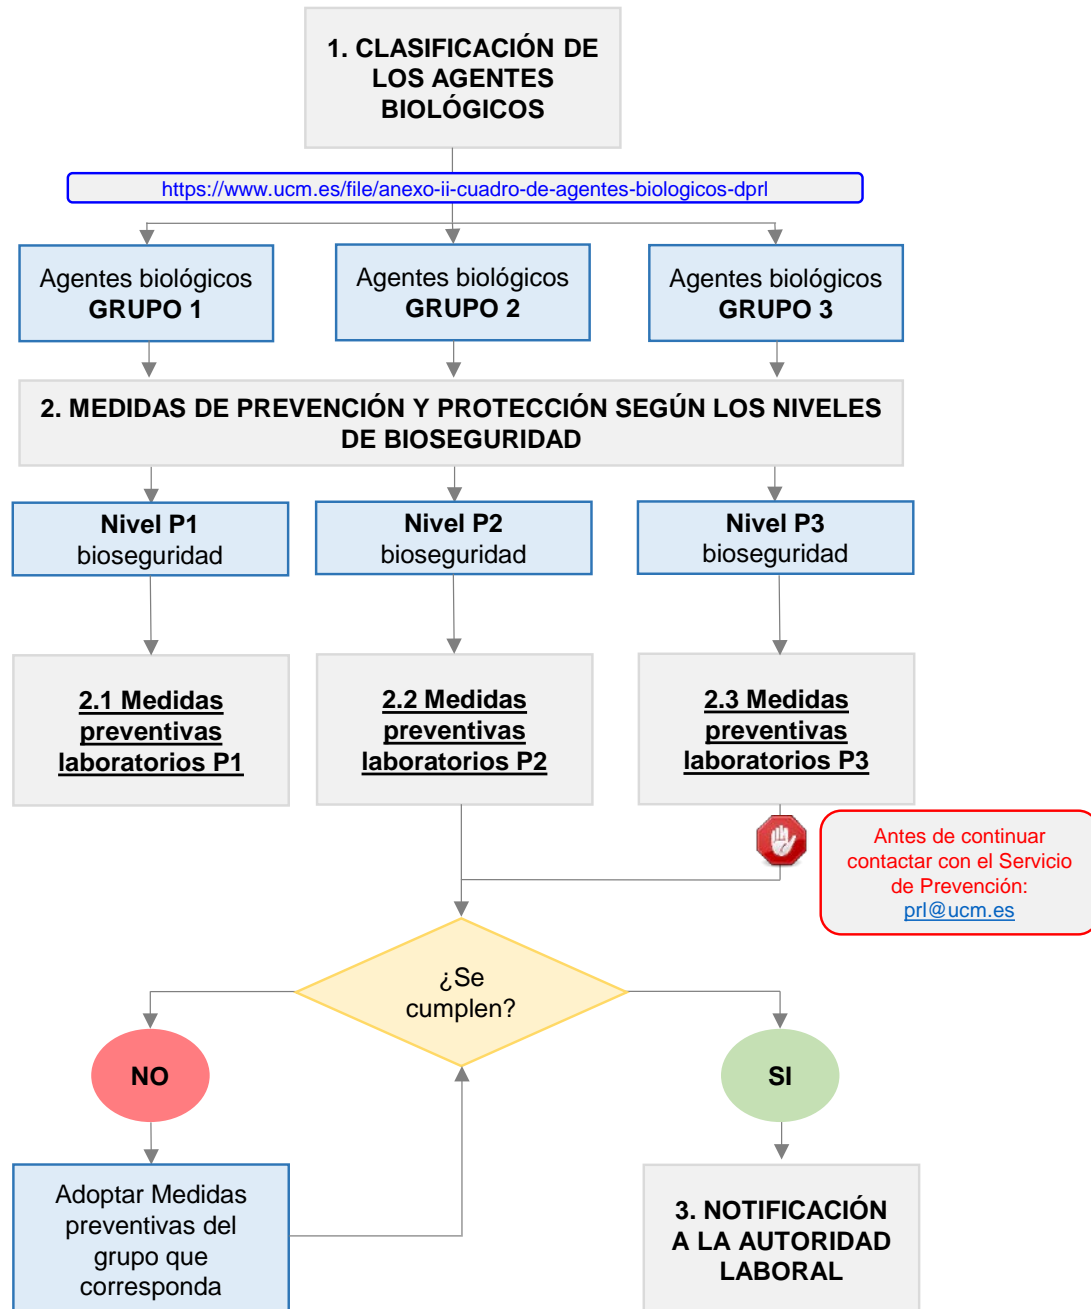 1. CLASIFICACIÓN DE
LOS AGENTES
BIOLÓGICOS
https://www.ucm.es/file/anexo-ii-cuadro-de-agentes-biologicos-dprl
Agentes biológicos
GRUPO 1
Agentes biológicos
GRUPO 2
Agentes biológicos
GRUPO 3
2. MEDIDAS DE PREVENCIÓN Y PROTECCIÓN SEGÚN LOS NIVELES
DE BIOSEGURIDAD
Nivel P1
bioseguridad
Nivel P2
bioseguridad
Nivel P3
bioseguridad
2.1 Medidas
preventivas
laboratorios P1
2.2 Medidas
preventivas
laboratorios P2
2.3 Medidas
preventivas
laboratorios P3
Antes de continuar
contactar con el Servicio
de Prevención:
prl@ucm.es
¿Se
cumplen?
NO
SI
Adoptar Medidas
preventivas del
grupo que
corresponda
3. NOTIFICACIÓN
A LA AUTORIDAD
LABORAL